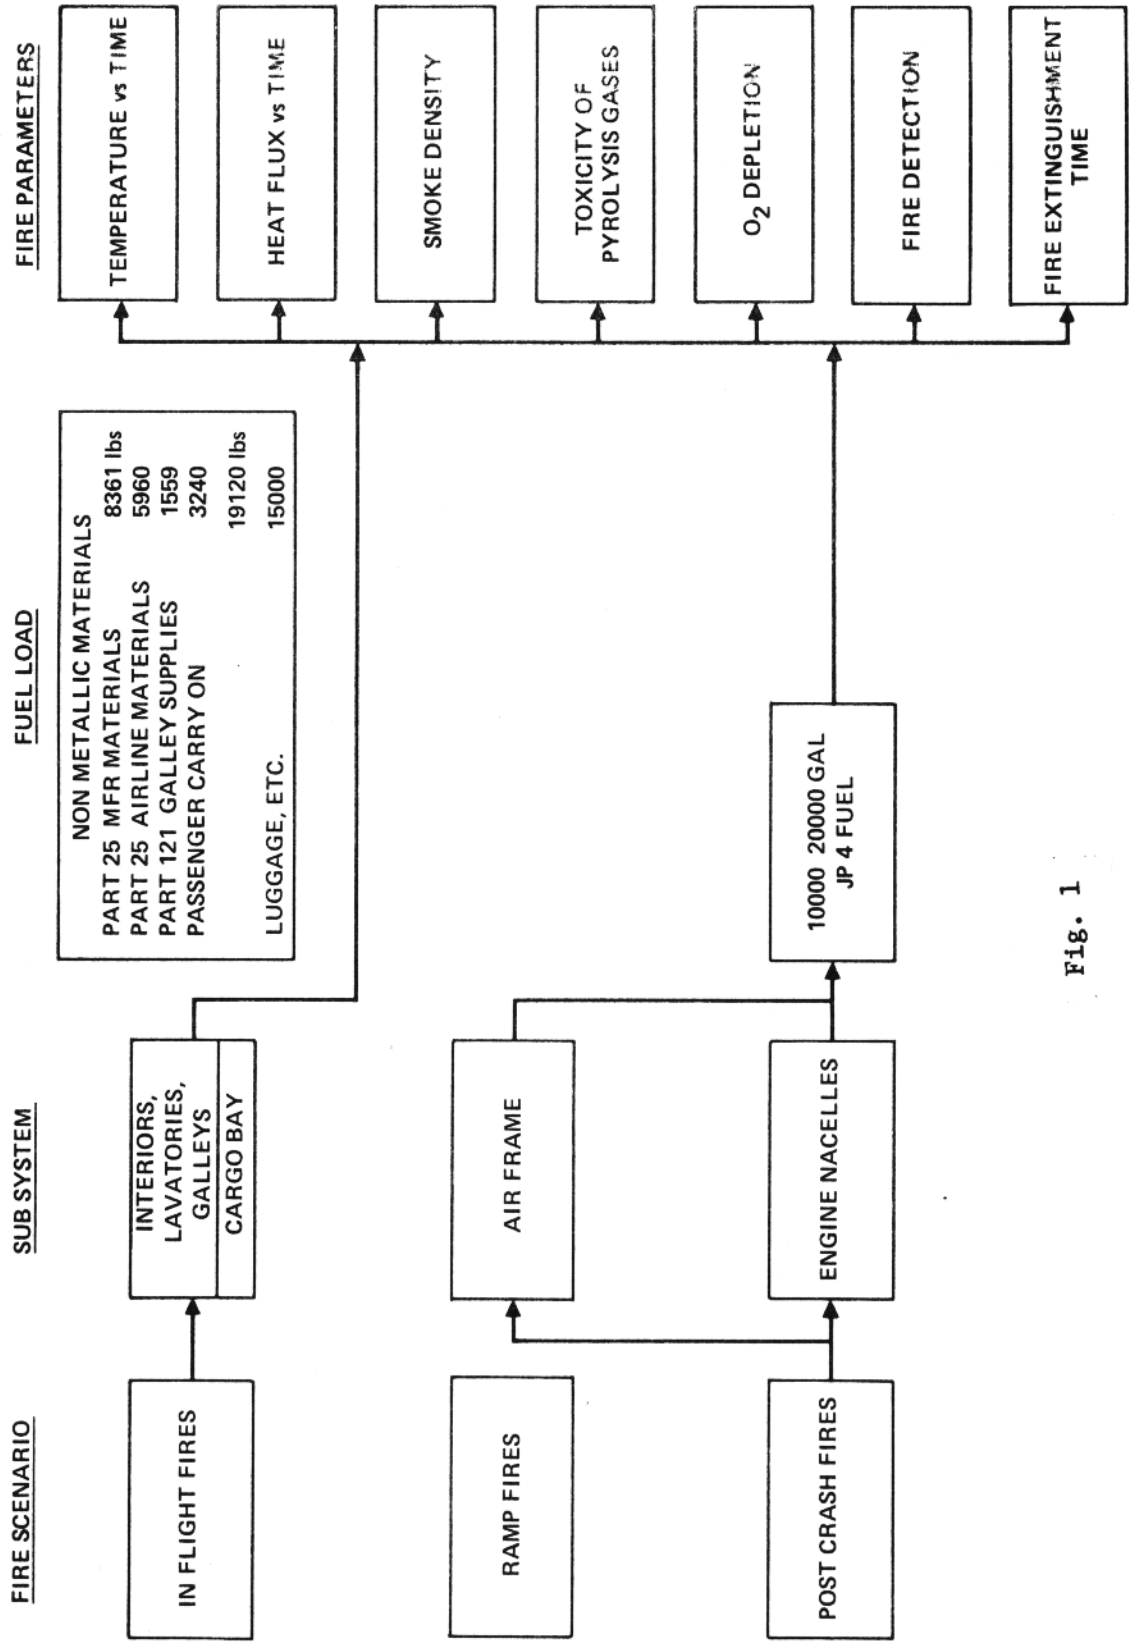 FIRE SCENARIO
IN FLIGHT FIRES
RAMP FIRES
POST CRASH FIRES
SUB SYSTEM
INTERIORS,
LAVATORIES,
GALLEYS
CARGO BAY
AIR FRAME
ENGINE NACELLES
FUEL LOAD
NON METALLIC MATERIALS
PART 25 MFR MATERIALS 8361 lbs
PART 25 AIRLINE MATERIALS 5960
PART 121 GALLEY SUPPLIES 1559
PASSENGER CARRY ON 3240
19120 lbs
LUGGAGE, ETC. 15000
10000 20000 GAL
JP 4 FUEL
FIRE PARAMETERS
TEMPERATURE vs TIME
HEAT FLUX vs TIME
SMOKE DENSITY
TOXICITY OF
PYROLYSIS GASES
O2 DEPLETION
FIRE DETECTION
FIRE EXTINGUISHMENT
TIME
Fig. 1